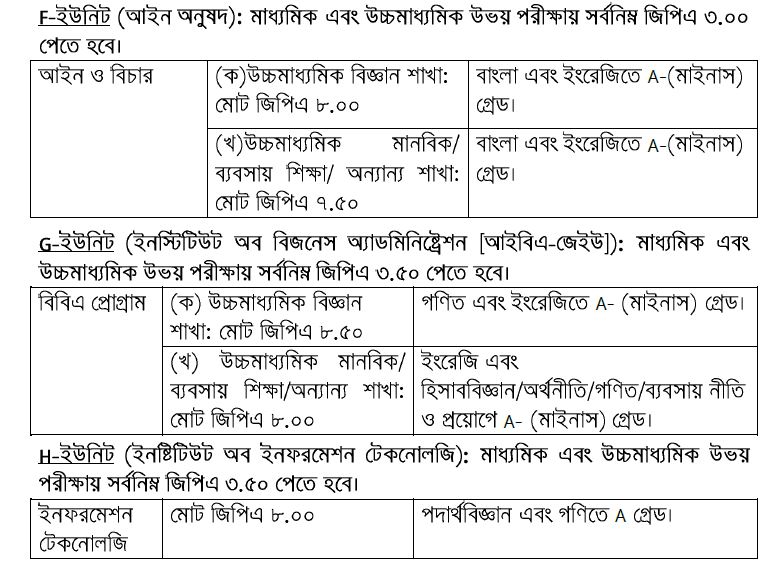 F-ইউনিট (আইন অনুষদ): মাধ্যমিক এবং উচ্চমাধ্যমিক উভয় পরীক্ষায় সর্বনিম্ন জিপিএ ৩.০০
পেতে হবে।
আইন ও বিচার
(ক)উচ্চমাধ্যমিক বিজ্ঞান শাখা:
মোট জিপিএ ৮.০০
বাংলা এবং ইংরেজিতে A-(মাইনাস)
গ্রেড।
(খ)উচ্চমাধ্যমিক মানবিক/
ব্যবসায় শিক্ষা/ অন্যান্য শাখা:
মোট জিপিএ ৭.৫০
বাংলা এবং ইংরেজিতে A-(মাইনাস)
গ্রেড।
G-ইউনিট (ইনস্টিটিউট অব বিজনেস অ্যাডমিনিষ্ট্রেশন [আইবিএ-জেইউ]): মাধ্যমিক এবং
উচ্চমাধ্যমিক উভয় পরীক্ষায় সর্বনিম্ন জিপিএ ৩.৫০ পেতে হবে।
বিবিএ প্রোগ্রাম
(ক) উচ্চমাধ্যমিক বিজ্ঞান
শাখা: মোট জিপিএ ৮.৫০
গণিত এবং ইংরেজিতে A- (মাইনাস) গ্রেড।
(খ) উচ্চমাধ্যমিক মানবিক/
ব্যবসায় শিক্ষা/অন্যান্য শাখা:
মোট জিপিএ ৮.০০
ইংরেজি এবং
হিসাববিজ্ঞান/অর্থনীতি/গণিত/ব্যবসায় নীতি
ও প্রয়োগে A- (মাইনাস) গ্রেড।
H-ইউনিট (ইনষ্টিটিউট অব ইনফরমেশন টেকনোলজি): মাধ্যমিক এবং উচ্চমাধ্যমিক উভয়
পরীক্ষায় সর্বনিম্ন জিপিএ ৩.৫০ পেতে হবে।
ইনফরমেশন
টেকনোলজি
মোট জিপিএ ৮.০০
পদার্থবিজ্ঞান এবং গণিতে A গ্রেড।